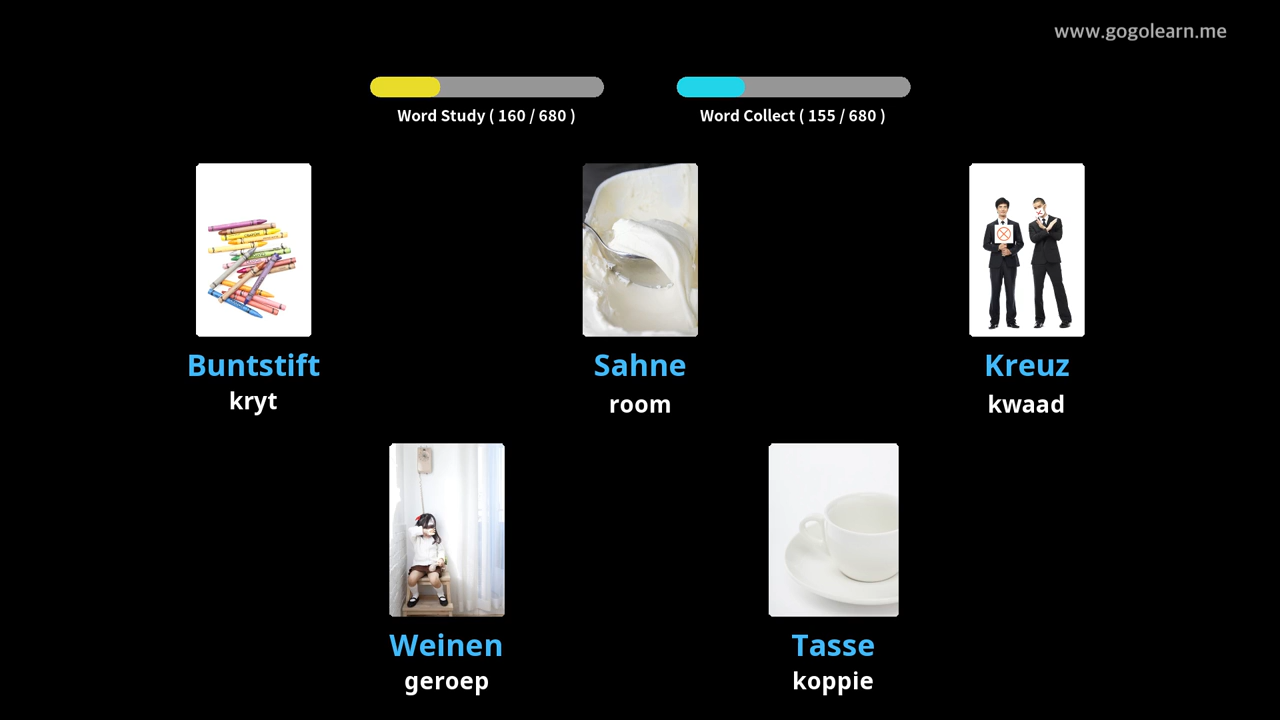 www.gogolearn.me
Word Study ( 160 / 680 )
Word Collect ( 155 / 680 )
Buntstift
kryt
Sahne
room
Kreuz
kwaad
Weinen
geroep
Tasse
koppie